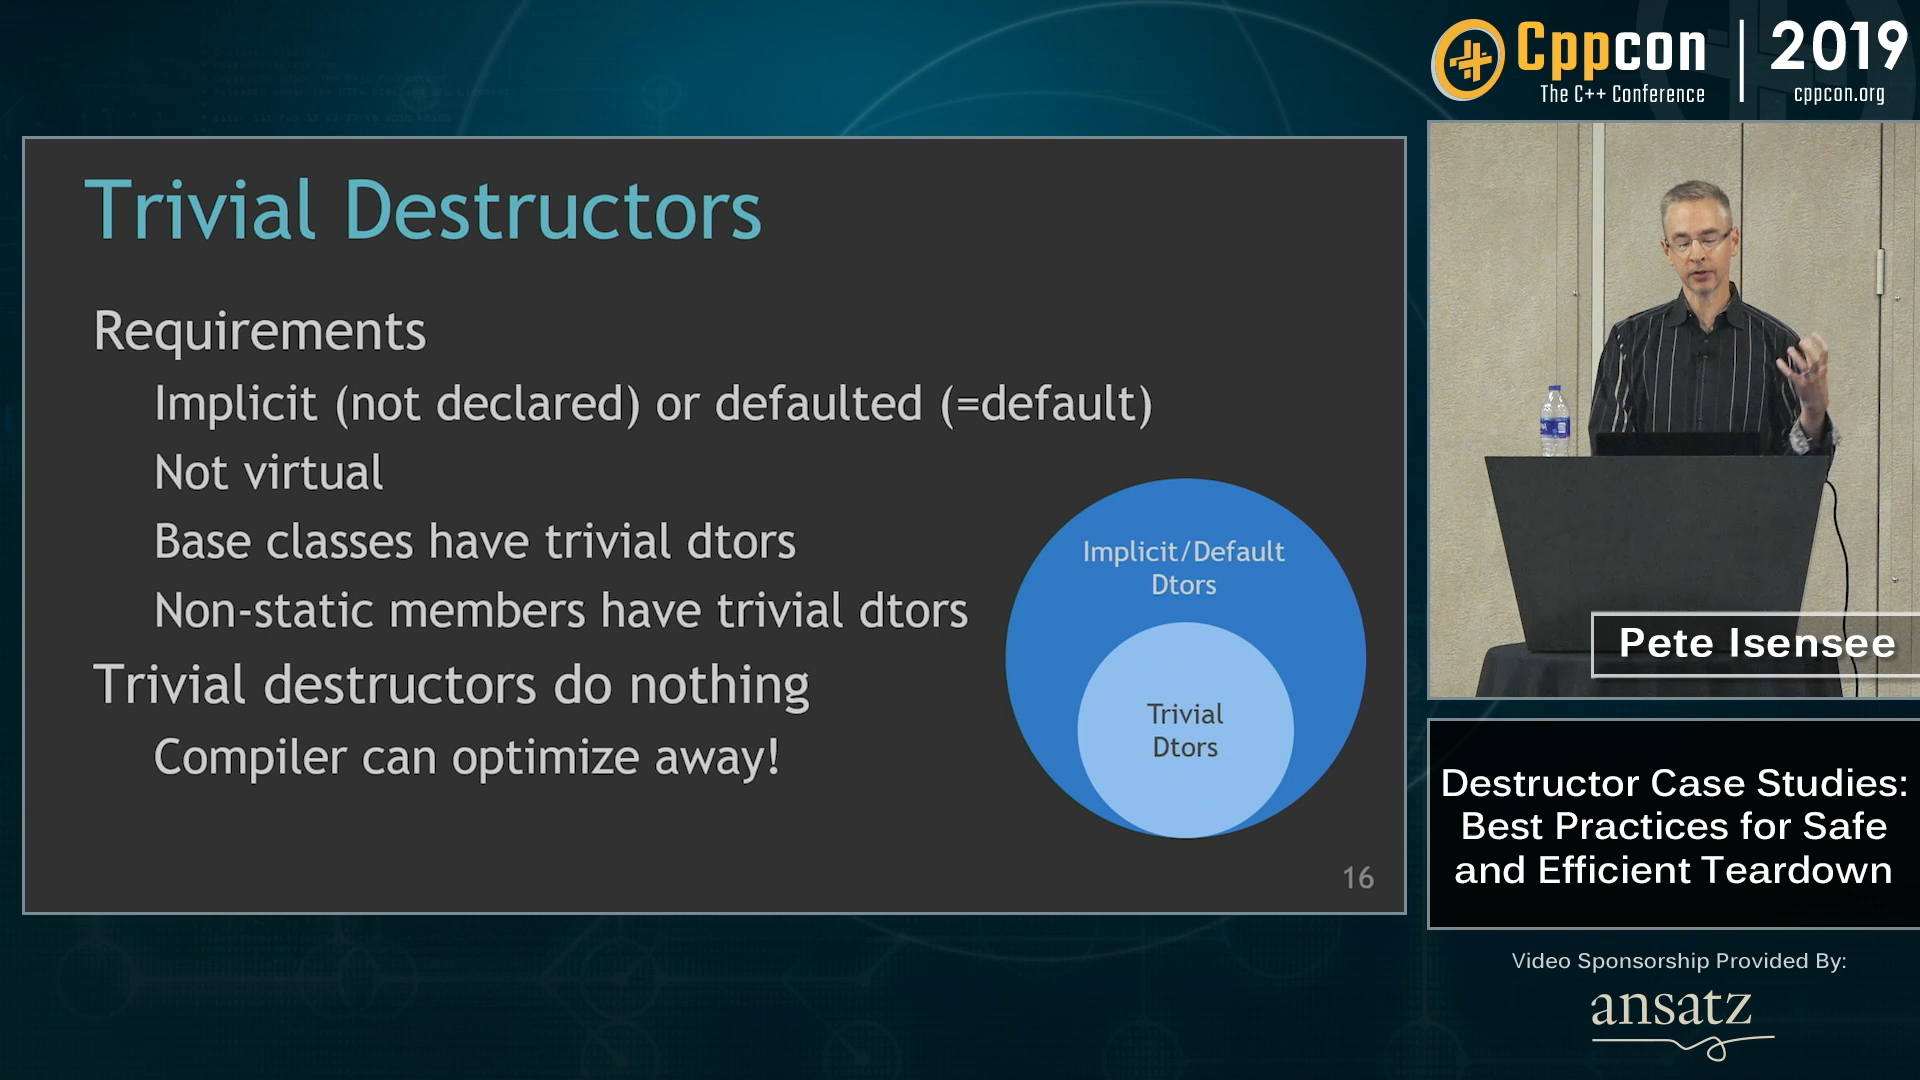 Cppcon
The C++ Conference
2019
cppcon.org
Trivial Destructors
Requirements
Implicit (not declared) or defaulted (=default)
Not virtual
Base classes have trivial dtors
Non-static members have trivial dtors
Trivial destructors do nothing
Compiler can optimize away!
Implicit/Default
Dtors
Trivial
Dtors
16
Pete Isensee
Destructor Case Studies:
Best Practices for Safe
and Efficient Teardown
Video Sponsorship Provided By:
ansatz